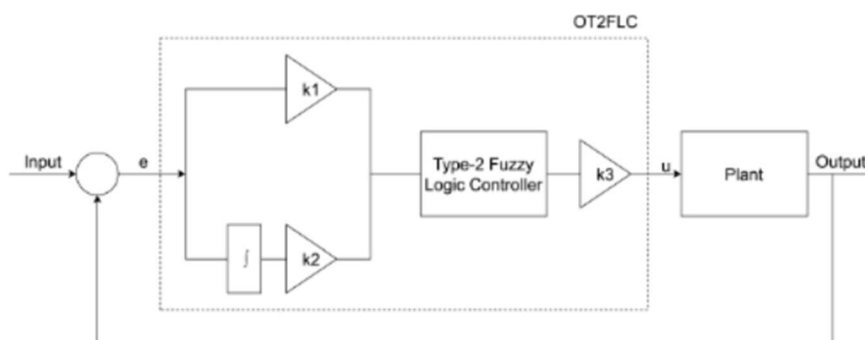 OT2FLC
k1
Input
e
Type-2 Fuzzy
Logic Controller
k3
u
Plant
Output
∫
k2